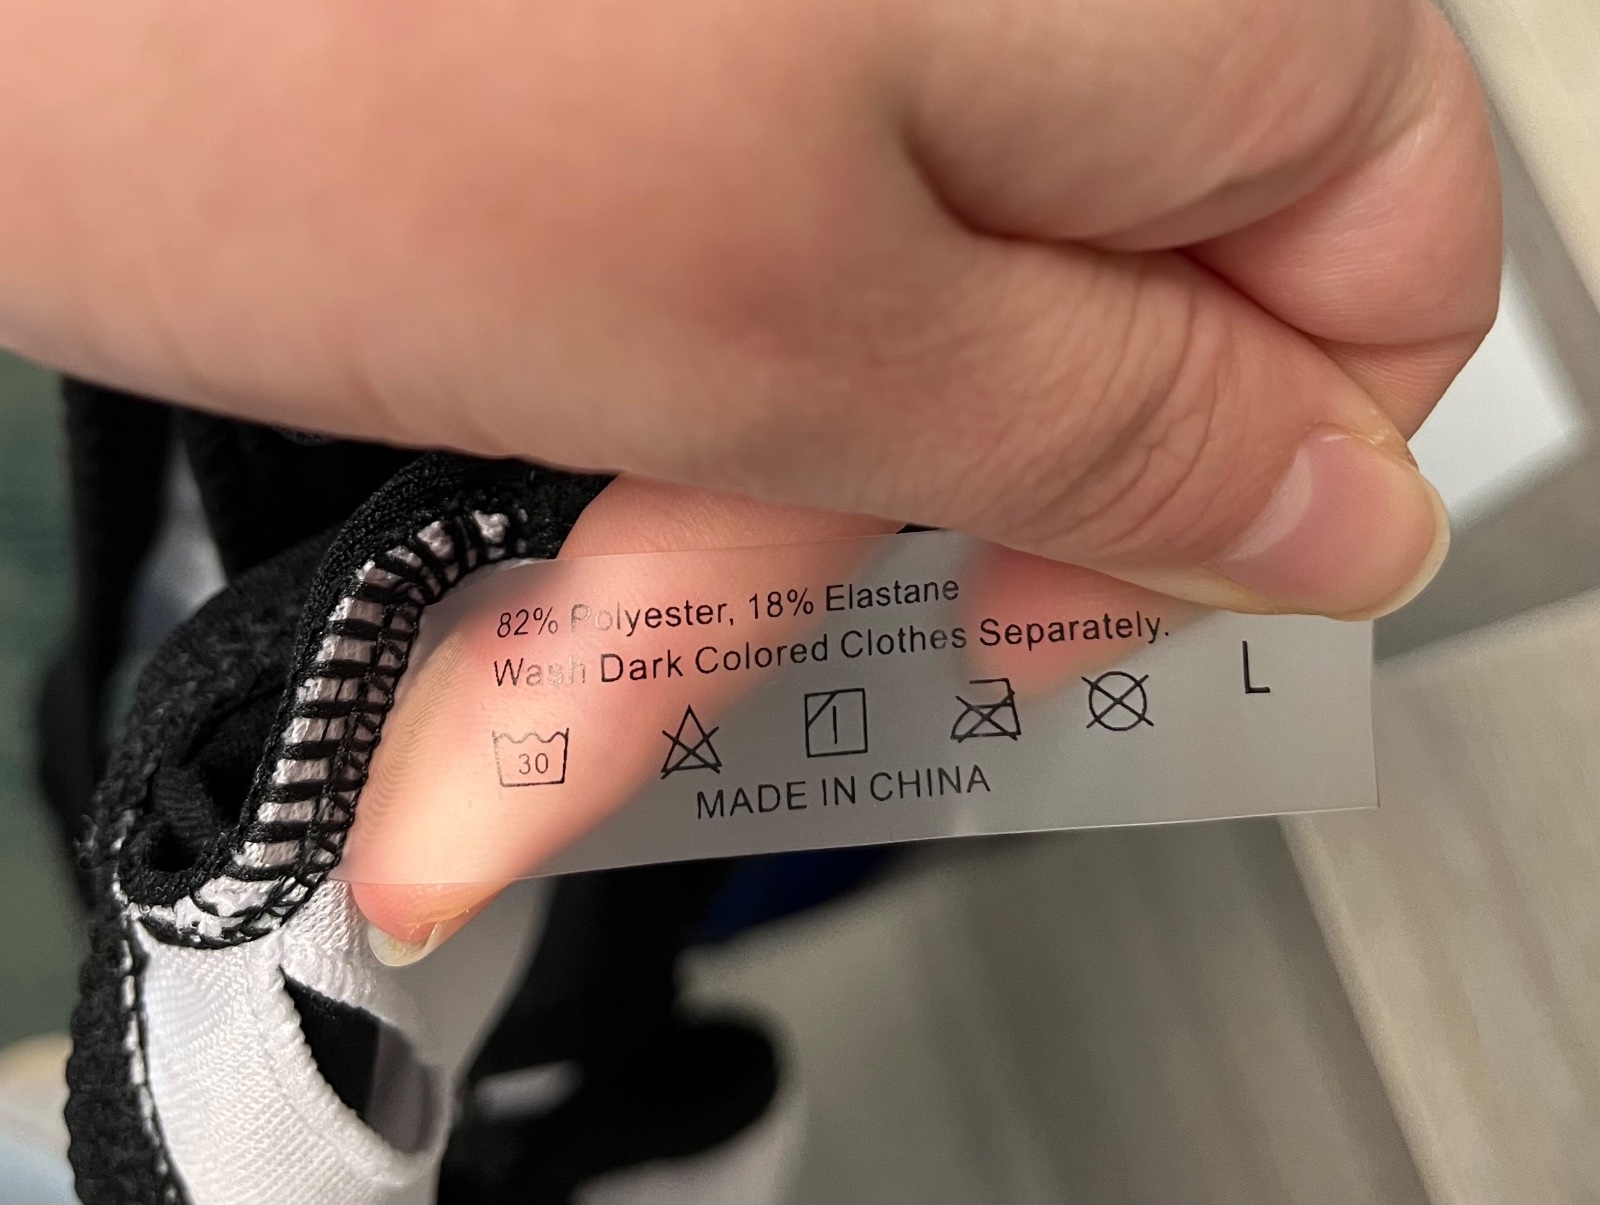 82% Polyester, 18% Elastane
Wash Dark Colored Clothes Separately.
L
30
MADE IN CHINA